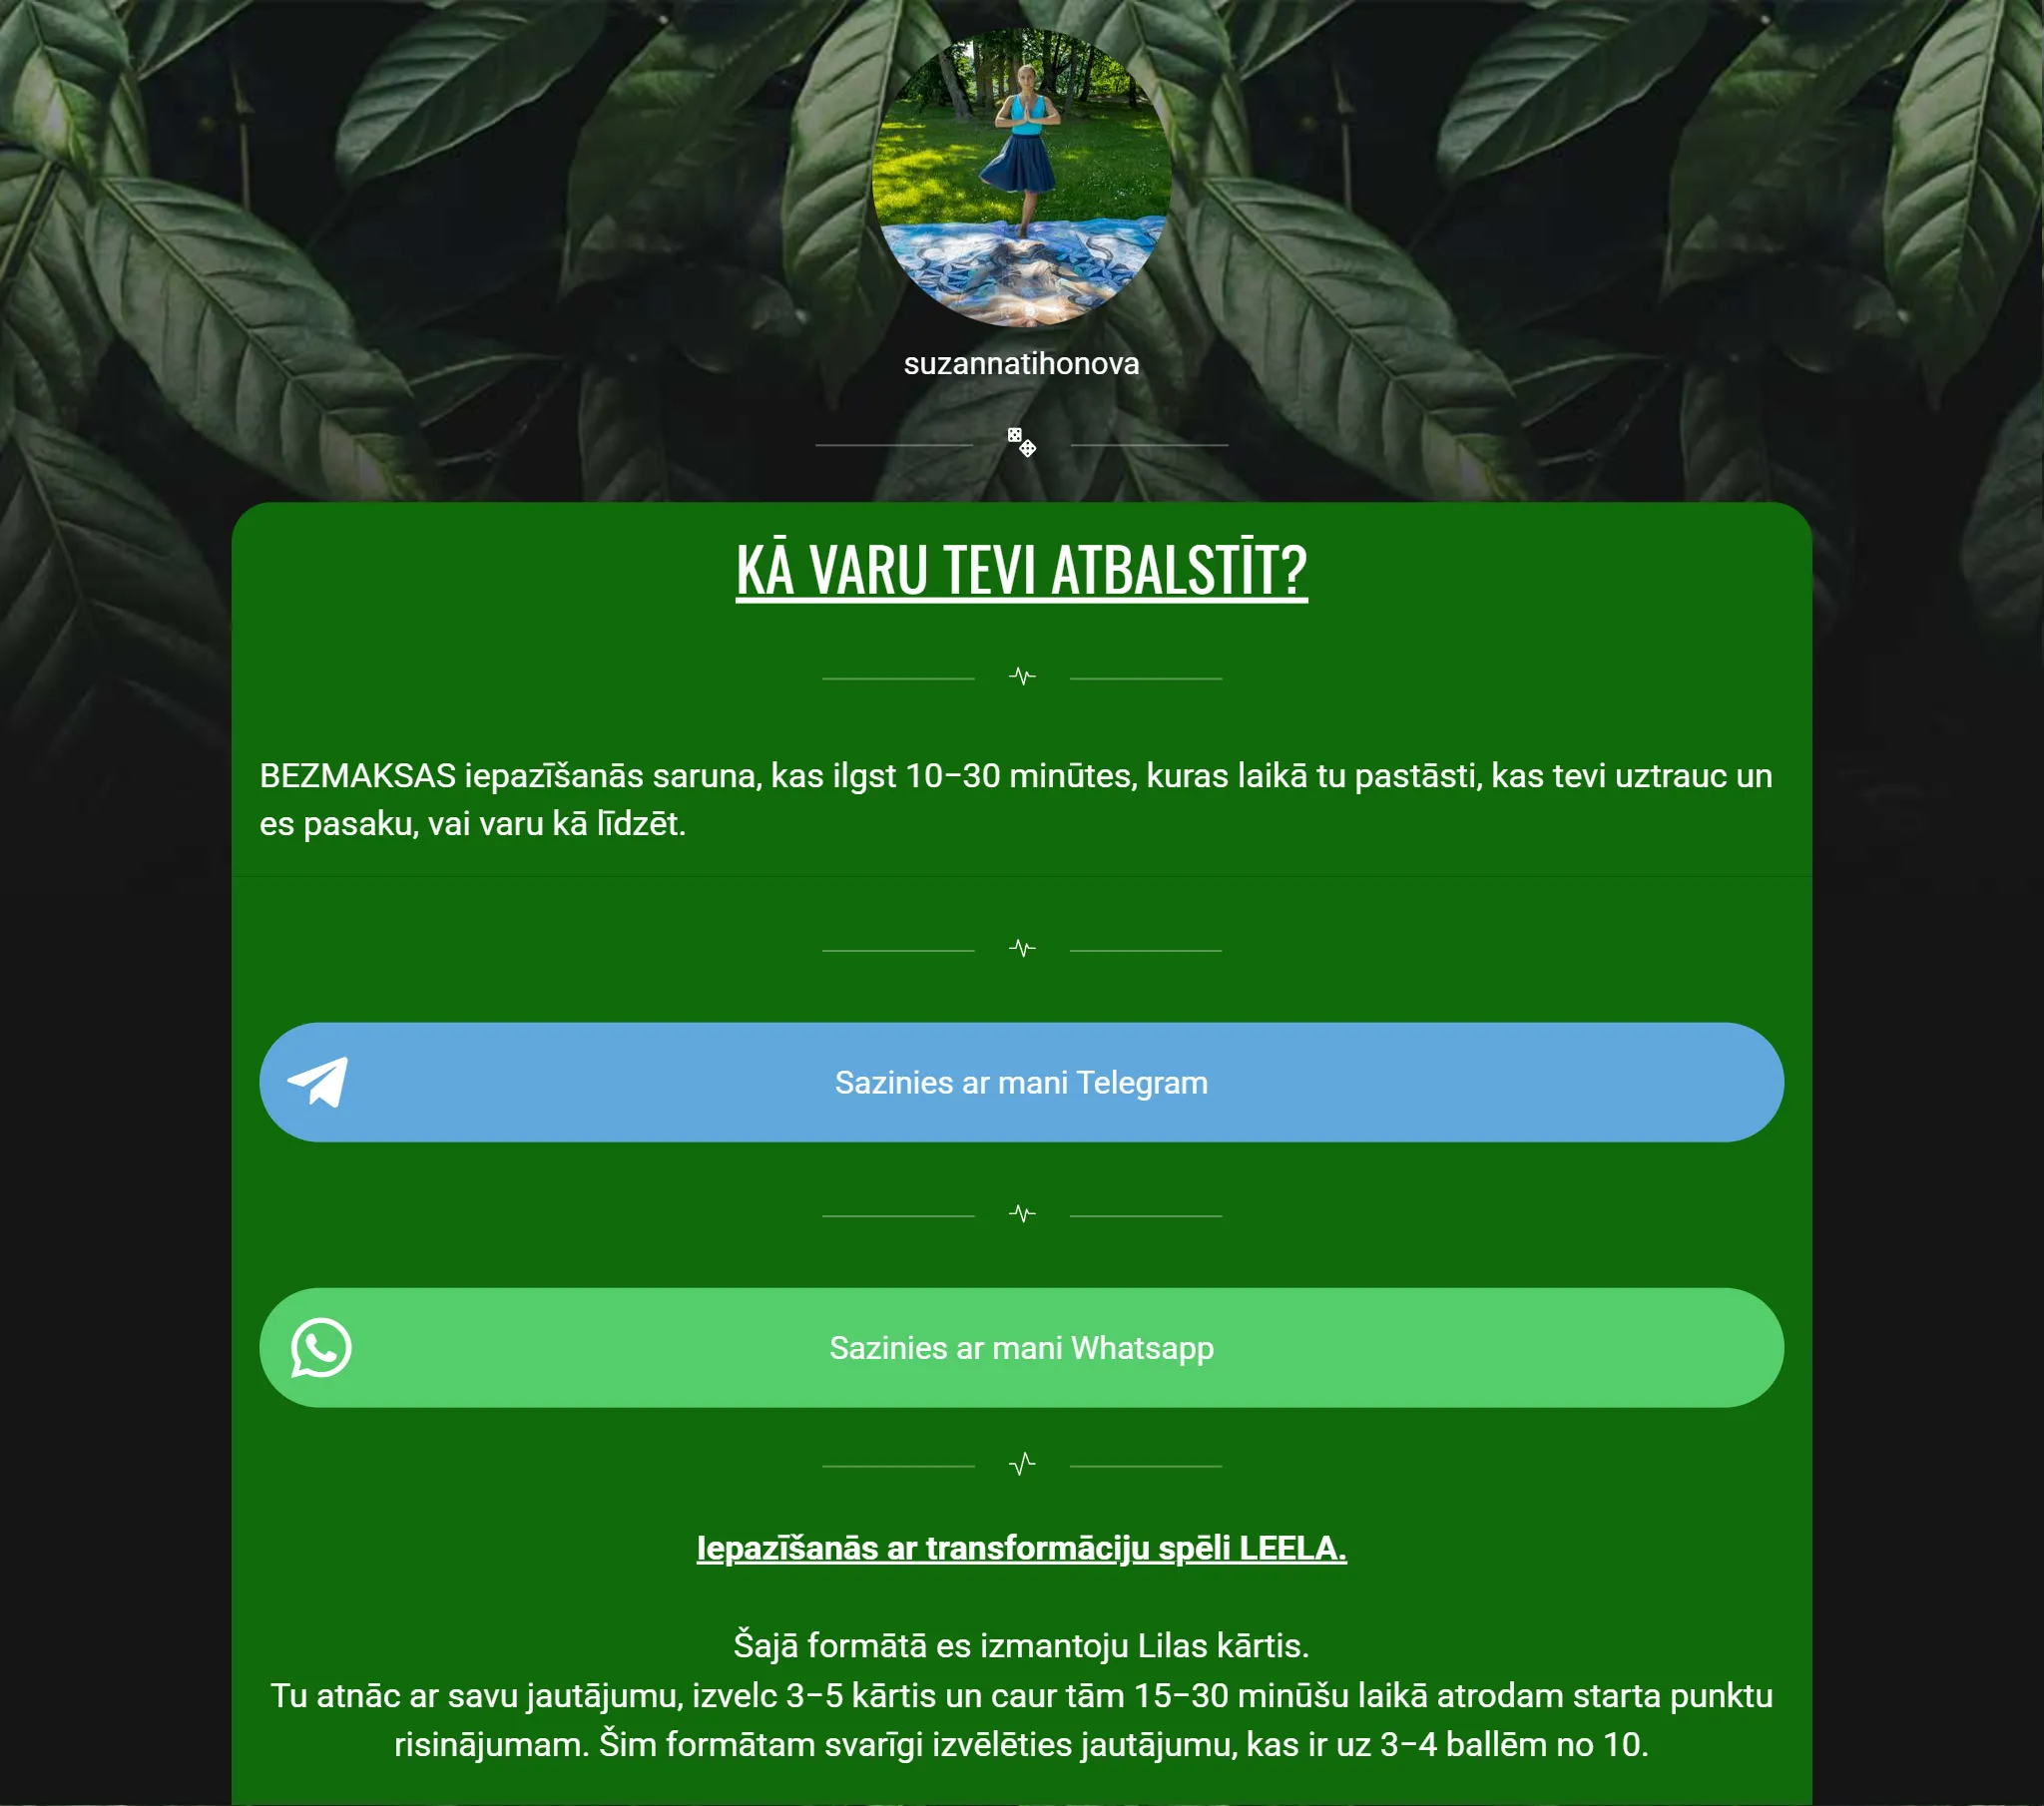 suzannatihonova
KĀ VARU TEVI ATBALSTĪT?
BEZMAKSAS iepazīšanās saruna, kas ilgst 10–30 minūtes, kuras laikā tu pastāsti, kas tevi uztrauc un
es pasaku, vai varu kā līdzēt.
Sazinies ar mani Telegram
Sazinies ar mani Whatsapp
Iepazīšanās ar transformāciju spēli LEELA.
Šajā formātā es izmantoju Lilas kārtis.
Tu atnāc ar savu jautājumu, izvelc 3–5 kārtis un caur tām 15–30 minūšu laikā atrodam starta punktu
risinājumam. Šim formātam svarīgi izvēlēties jautājumu, kas ir uz 3–4 ballēm no 10.